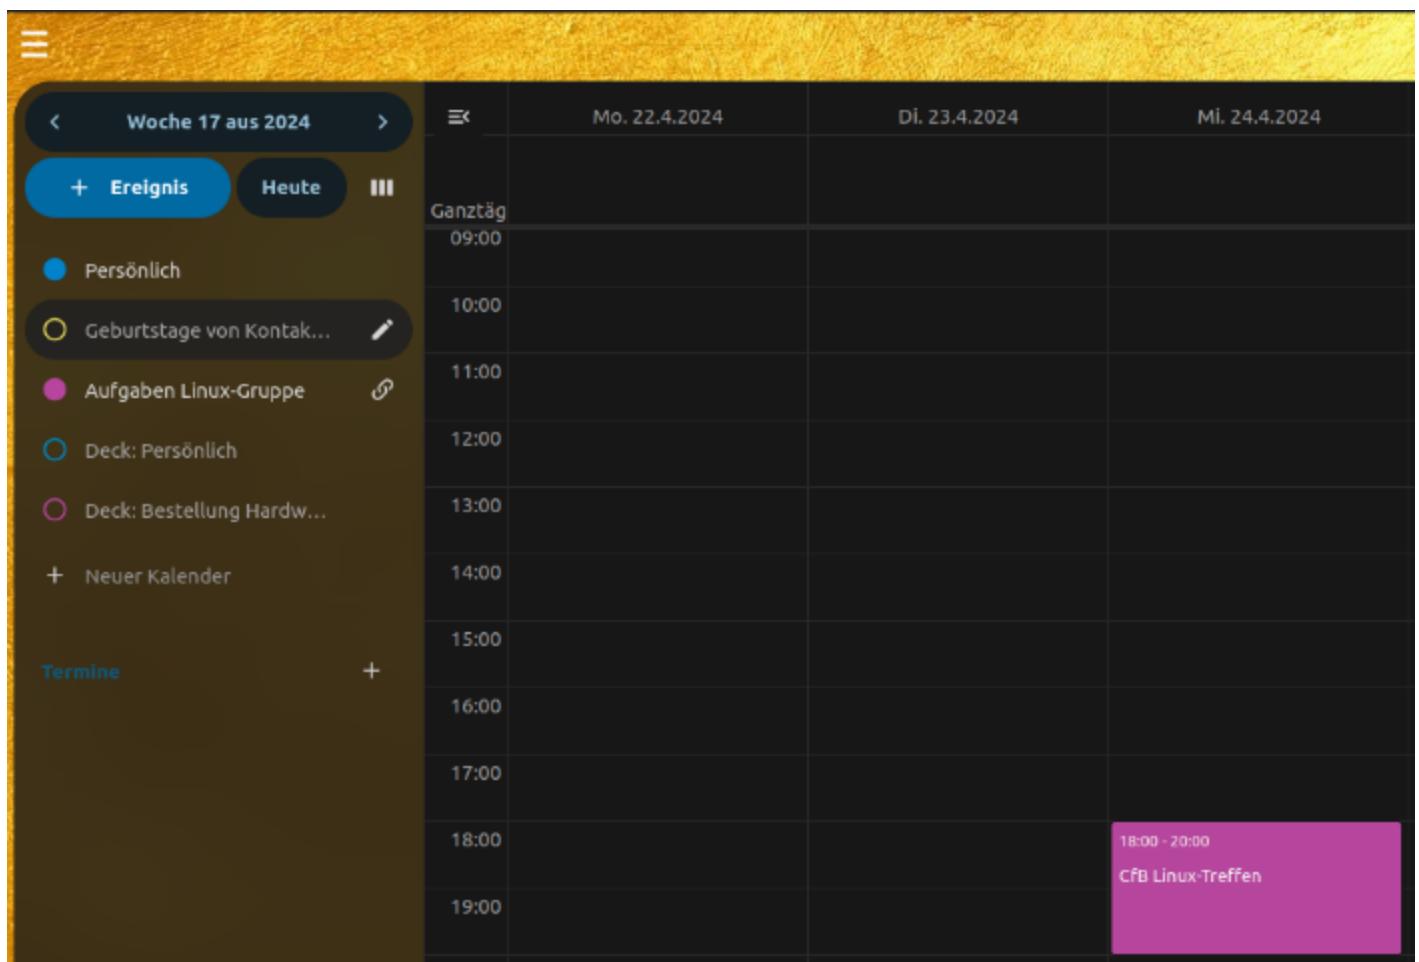 Woche 17 aus 2024
Mo. 22.4.2024
Di. 23.4.2024
Mi. 24.4.2024
+ Ereignis
Heute
Ganztäg
Persönlich
Geburtstage von Kontak...
Aufgaben Linux-Gruppe
Deck: Persönlich
Deck: Bestellung Hardw...
+ Neuer Kalender
Termine +
09:00
10:00
11:00
12:00
13:00
14:00
15:00
16:00
17:00
18:00
19:00
18:00 - 20:00
CfB Linux-Treffen